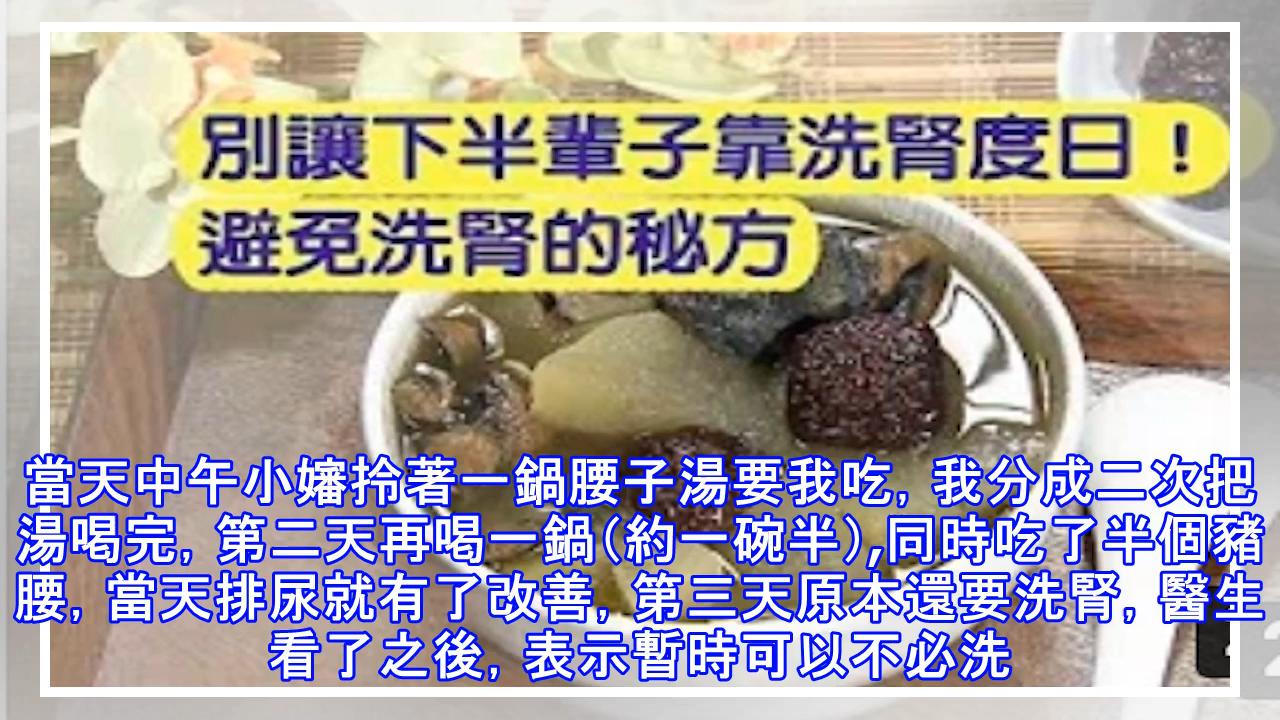 別讓下半輩子靠洗腎度日！
避免洗腎的秘方
當天中午小嬸拎著一鍋腰子湯要我吃, 我分成二次把
湯喝完, 第二天再喝一鍋(約一碗半),同時吃了半個豬
腰, 當天排尿就有了改善, 第三天原本還要洗腎, 醫生
看了之後, 表示暫時可以不必洗